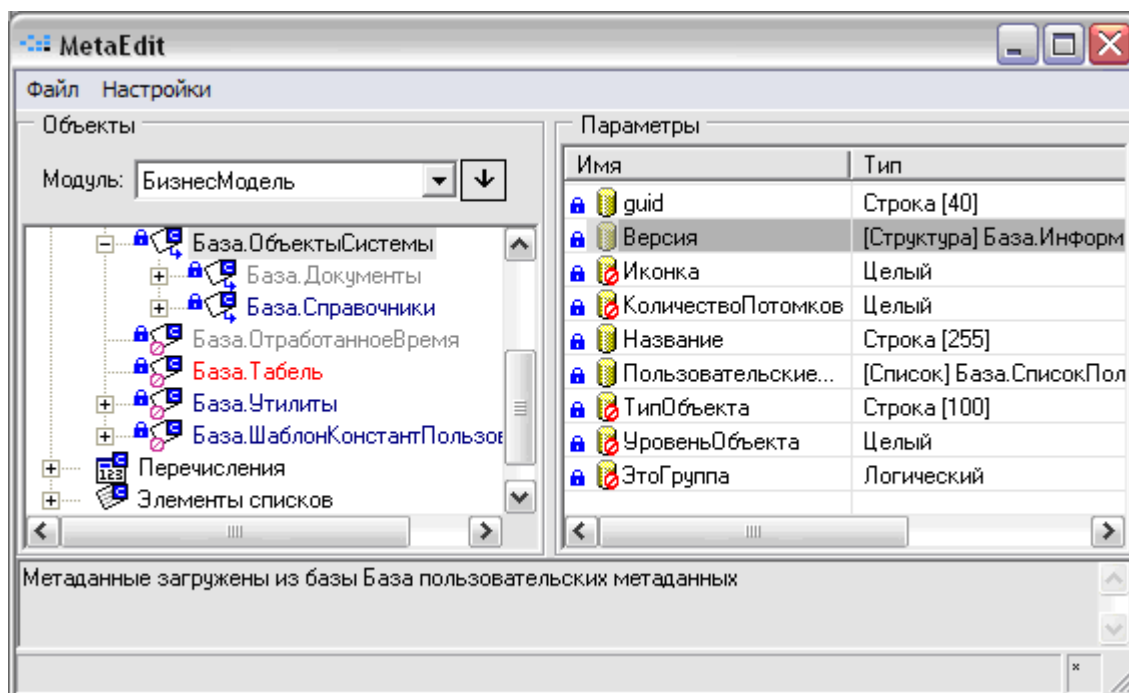 MetaEdit
Файл Настройки
Объекты
Модуль: БизнесМодель
База.ОбъектыСистемы
База.Документы
База.Справочники
База.ОтработанноеВремя
База.Табель
База.Утилиты
База.ШаблонКонстантПользов
Перечисления
Элементы списков
Параметры
Имя Тип
guid Строка [40]
Версия [Структура] База.Информ
Иконка Целый
КоличествоПотомков Целый
Название Строка [255]
Пользовательские... [Список] База.СписокПол
ТипОбъекта Строка [100]
УровеньОбъекта Целый
ЭтоГруппа Логический
Метаданные загружены из базы База пользовательских метаданных